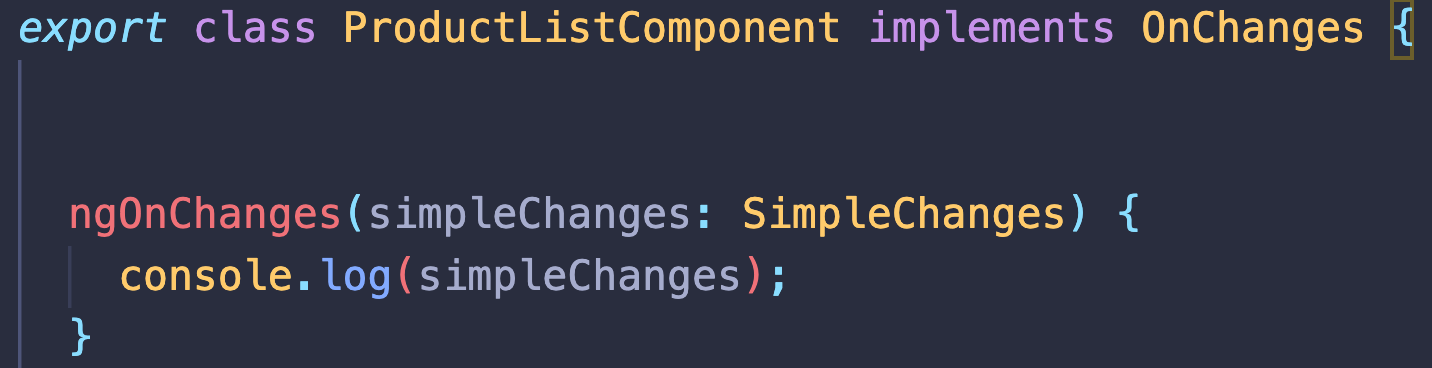 export class ProductListComponent implements OnChanges {
ngOnChanges(simpleChanges: SimpleChanges) {
console.log(simpleChanges);
}